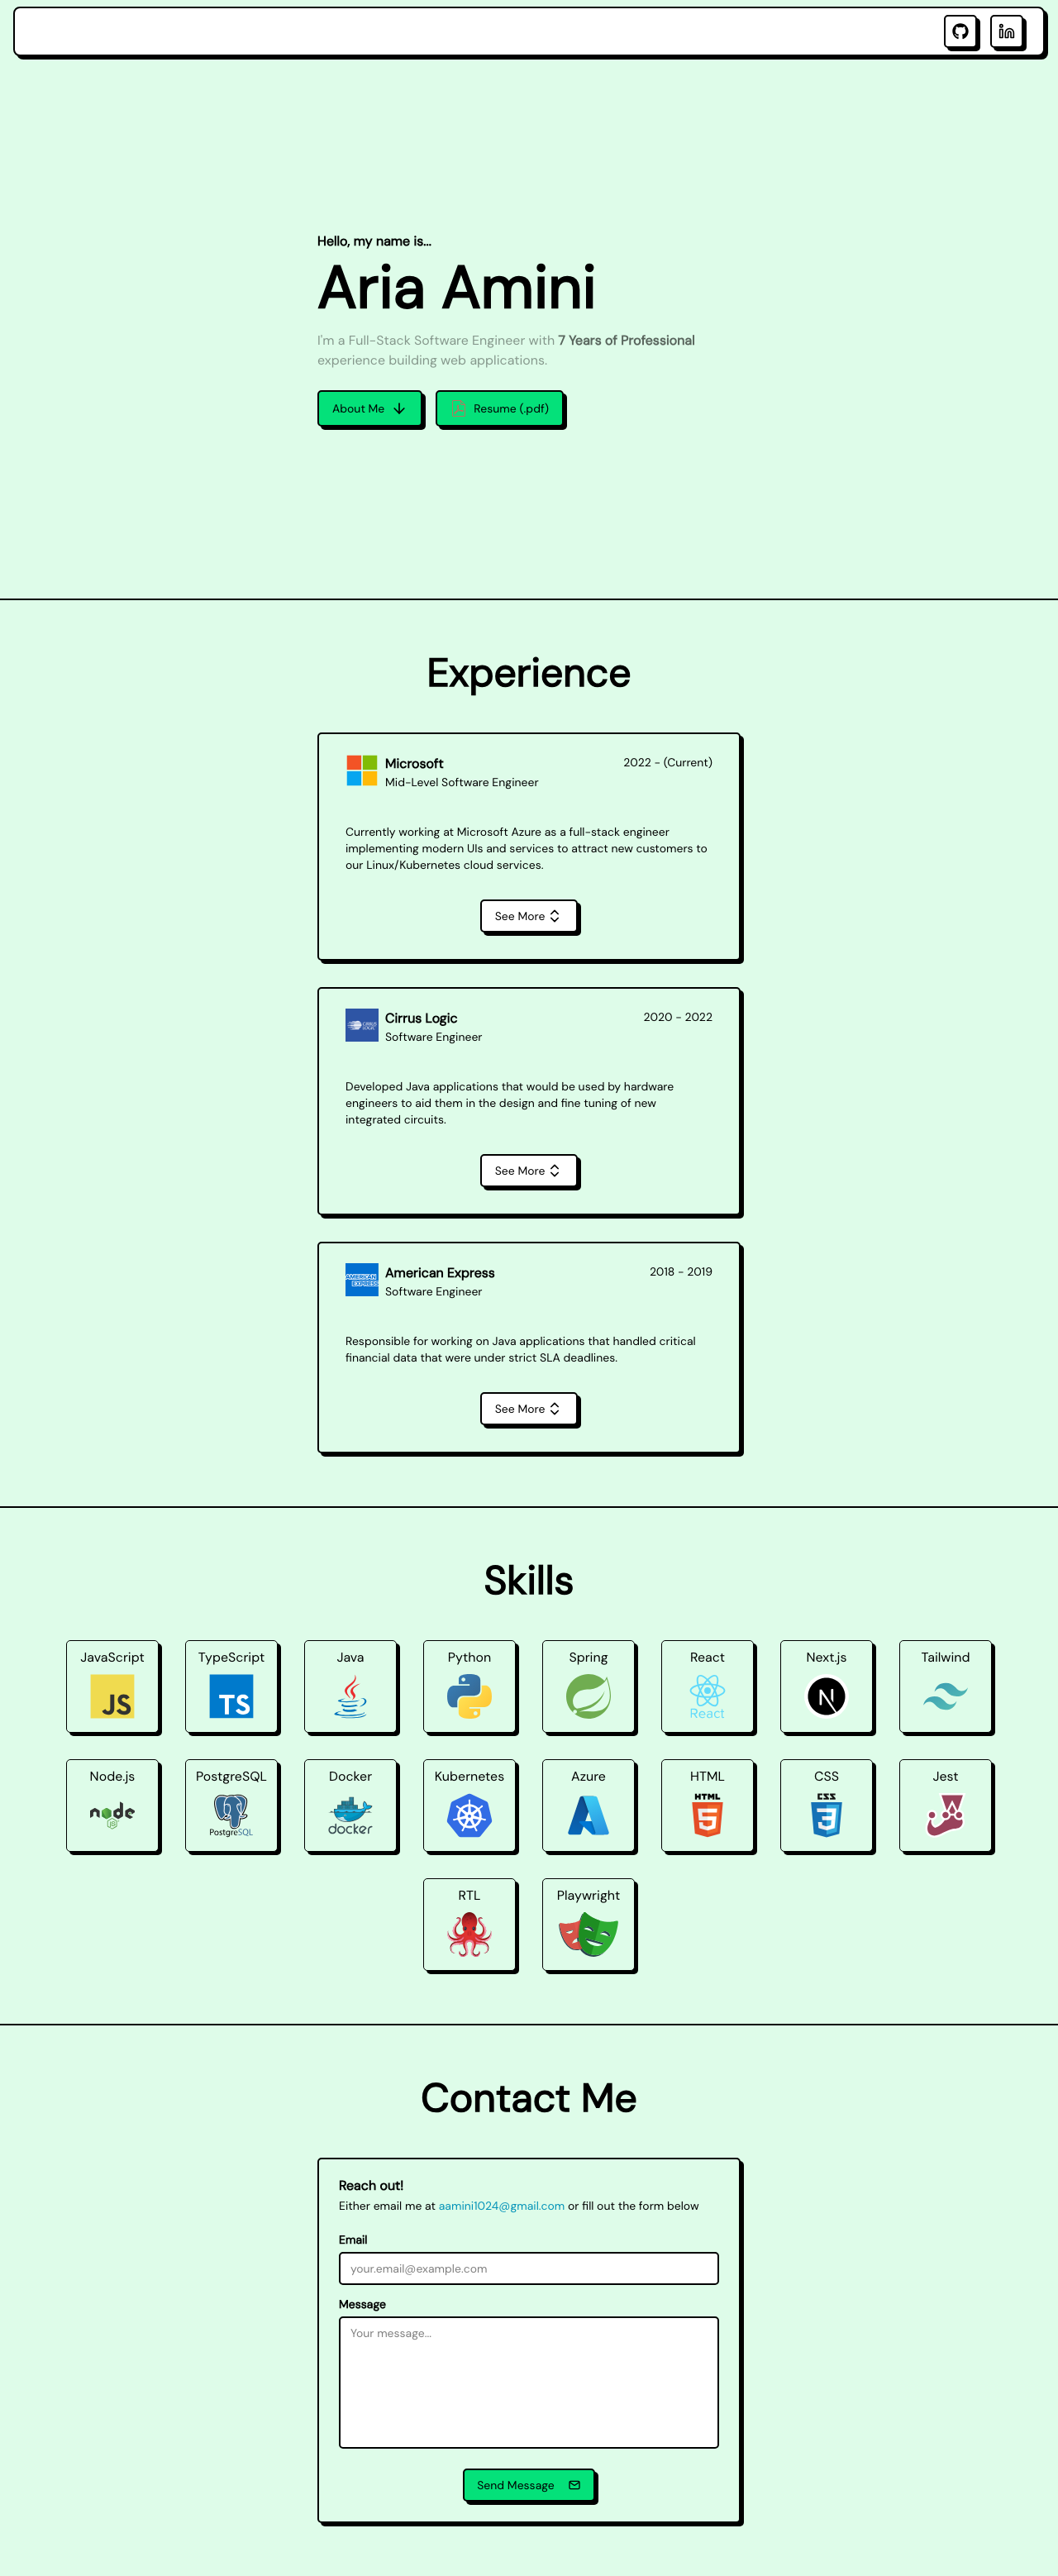 Hello, my name is...
Aria Amini
I'm a Full-Stack Software Engineer with 7 Years of Professional
experience building web applications.
About Me
Resume (.pdf)
Experience
Microsoft
2022 - (Current)
Mid-Level Software Engineer
Currently working at Microsoft Azure as a full-stack engineer
implementing modern UIs and services to attract new customers to
our Linux/Kubernetes cloud services.
See More
Cirrus Logic
2020 - 2022
Software Engineer
Developed Java applications that would be used by hardware
engineers to aid them in the design and fine tuning of new
integrated circuits.
See More
AMERICAN
EXPRESS
American Express
2018 - 2019
Software Engineer
Responsible for working on Java applications that handled critical
financial data that were under strict SLA deadlines.
See More
Skills
JavaScript
JS
TypeScript
TS
Java
Python
Spring
React
React
Next.js
N
Tailwind
Node.js
node
JS
PostgreSQL
PostgreSQL
Docker
docker
Kubernetes
Azure
HTML
HTML
5
CSS
CSS
3
Jest
RTL
Playwright
Contact Me
Reach out!
Either email me at aamini1024@gmail.com or fill out the form below
Email
your.email@example.com
Message
Your message...
Send Message